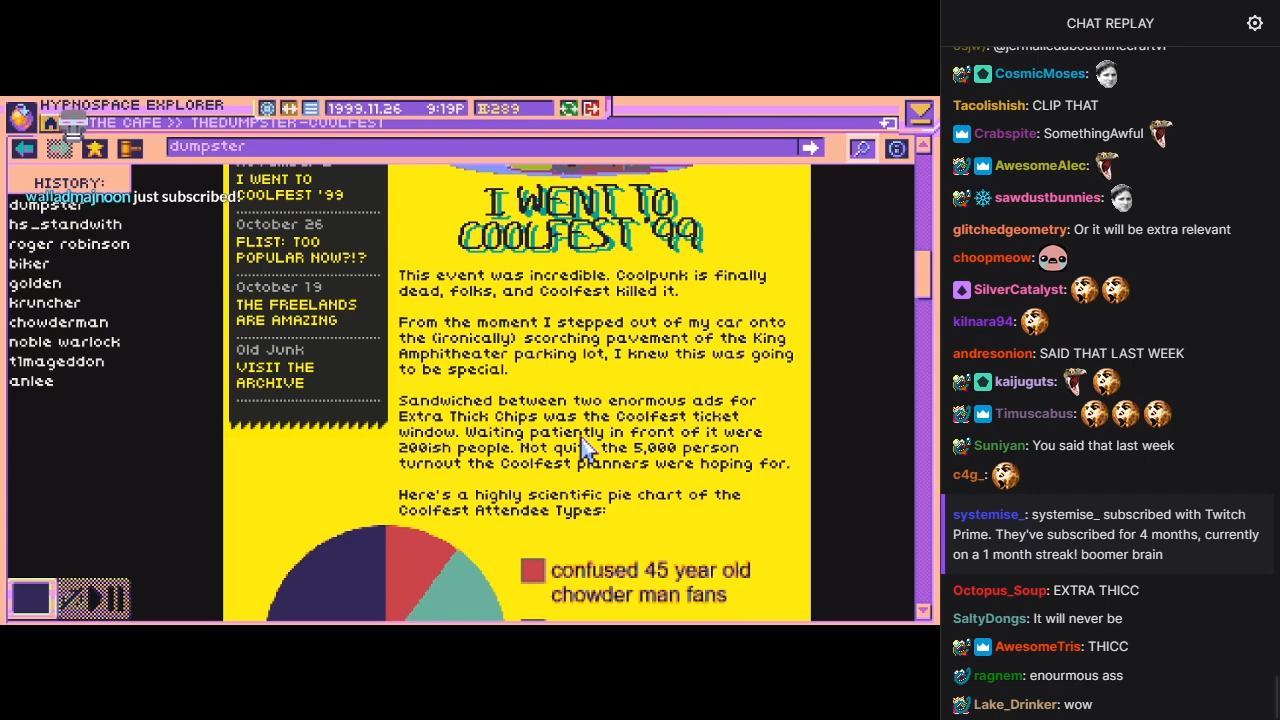 HYPNOSPACE EXPLORER
1999.11.26
9:19P
289
THE CAFE >> THEDUMPSTER-COOLFEST
dumpster
HISTORY:
walladmajnoon just subscribed!
dumpster
hs_standwith
roger robinson
biker
golden
kruncher
chowderman
noble warlock
t1mageddon
anlee
I WENT TO
COOLFEST '99
October 26
FLIST: TOO
POPULAR NOW?!?
October 19
THE FREELANDS
ARE AMAZING
Old Junk
VISIT THE
ARCHIVE
I WENT TO
COOLFEST '99
This event was incredible. Coolpunk is finally
dead, folks, and Coolfest killed it.
From the moment I stepped out of my car onto
the (ironically) scorching pavement of the King
Amphitheater parking lot, I knew this was going
to be special.
Sandwiched between two enormous ads for
Extra Thick Chips was the Coolfest ticket
window. Waiting patiently in front of it were
200ish people. Not quite the 5,000 person
turnout the Coolfest planners were hoping for.
Here's a highly scientific pie chart of the
Coolfest Attendee Types:
confused 45 year old
chowder man fans
CHAT REPLAY
CosmicMoses:
Tacolishish: CLIP THAT
Crabspite: SomethingAwful
AwesomeAlec:
sawdustbunnies:
glitchedgeometry: Or it will be extra relevant
choopmeow:
SilverCatalyst:
kilnara94:
andresonion: SAID THAT LAST WEEK
kaijuguts:
Timuscabus:
Suniyan: You said that last week
c4g_:
systemise_: systemise_ subscribed with Twitch
Prime. They've subscribed for 4 months, currently
on a 1 month streak! boomer brain
Octopus_Soup: EXTRA THICC
SaltyDongs: It will never be
AwesomeTris: THICC
ragnem: enourmous ass
Lake_Drinker: wow